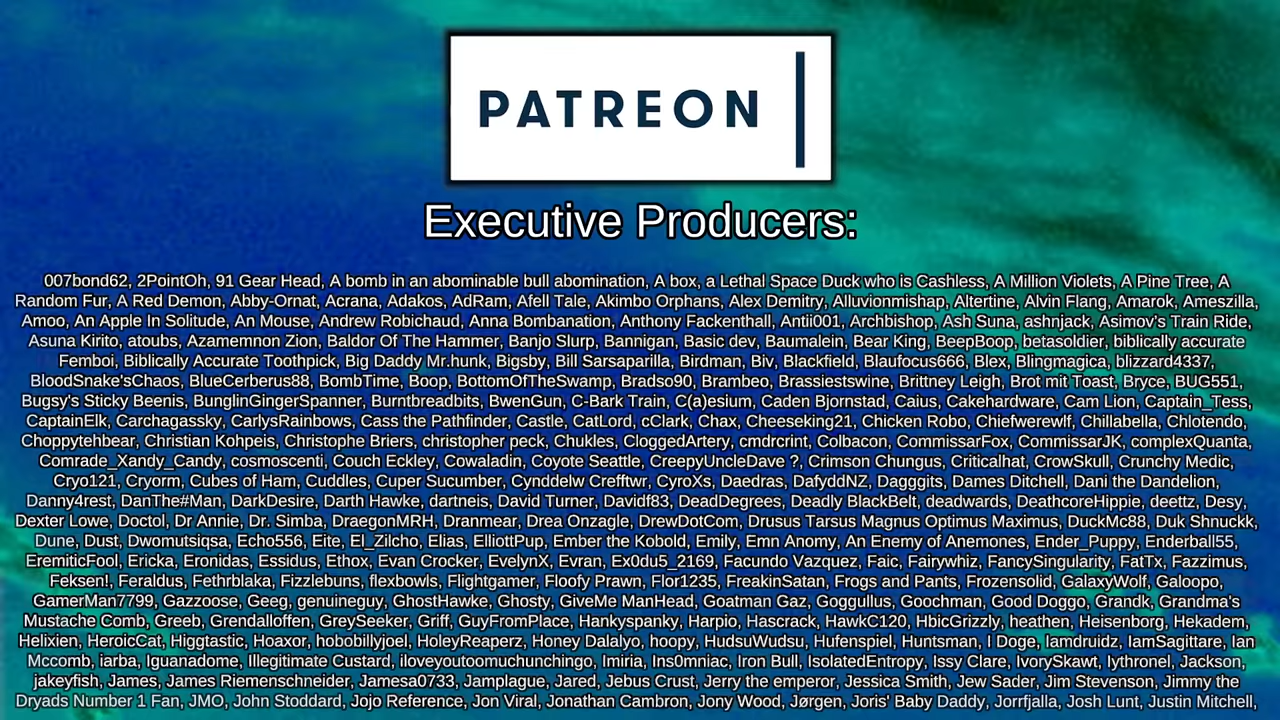 PATREON
Executive Producers:
007bond62, 2PointOh, 91 Gear Head, A bomb in an abominable bull abomination, A box, a Lethal Space Duck who is Cashless, A Million Violets, A Pine Tree, A
Random Fur, A Red Demon, Abby-Ornat, Acrana, Adakos, AdRam, Afell Tale, Akimbo Orphans, Alex Demitry, Alluvionmishap, Altertine, Alvin Flang, Amarok, Ameszilla,
Amoo, An Apple In Solitude, An Mouse, Andrew Robichaud, Anna Bombanation, Anthony Fackenthall, Antii001, Archbishop, Ash Suna, ashnjack, Asimov's Train Ride,
Asuna Kirito, atoubs, Azamemnon Zion, Baldor Of The Hammer, Banjo Slurp, Bannigan, Basic dev, Baumalein, Bear King, BeepBoop, betasoldier, biblically accurate
Femboi, Biblically Accurate Toothpick, Big Daddy Mr.hunk, Bigsby, Bill Sarsaparilla, Birdman, Biv, Blackfield, Blaufocus666, Blex, Blingmagica, blizzard4337,
BloodSnake'sChaos, BlueCerberus88, BombTime, Boop, BottomOfTheSwamp, Bradso90, Brambeo, Brassiestswine, Brittney Leigh, Brot mit Toast, Bryce, BUG551,
Bugsy's Sticky Beenis, BunglinGingerSpanner, Burntbreadbits, BwenGun, C-Bark Train, C(a)esium, Caden Bjornstad, Caius, Cakehardware, Cam Lion, Captain_Tess,
CaptainElk, Carchagassky, CarlysRainbows, Cass the Pathfinder, Castle, CatLord, cClark, Chax, Cheeseking21, Chicken Robo, Chiefwerewlf, Chillabella, Chlotendo,
Choppytehbear, Christian Kohpeis, Christophe Briers, christopher peck, Chukles, CloggedArtery, cmdrcrint, Colbacon, CommissarFox, CommissarJK, complexQuanta,
Comrade_Xandy_Candy, cosmoscenti, Couch Eckley, Cowaladin, Coyote Seattle, CreepyUncleDave ?, Crimson Chungus, Criticalhat, CrowSkull, Crunchy Medic,
Cryo121, Cryorm, Cubes of Ham, Cuddles, Cuper Sucumber, Cynddelw Crefftwr, CyroXs, Daedras, DafyddNZ, Dagggits, Dames Ditchell, Dani the Dandelion,
Danny4rest, DanThe#Man, DarkDesire, Darth Hawke, dartneis, David Turner, Davidf83, DeadDegrees, Deadly BlackBelt, deadwards, DeathcoreHippie, deettz, Desy,
Dexter Lowe, Doctol, Dr Annie, Dr. Simba, DraegonMRH, Dranmear, Drea Onzagle, DrewDotCom, Drusus Tarsus Magnus Optimus Maximus, DuckMc88, Duk Shnuckk,
Dune, Dust, Dwomutsiqsa, Echo556, Eite, El_Zilcho, Elias, ElliottPup, Ember the Kobold, Emily, Emn Anomy, An Enemy of Anemones, Ender_Puppy, Enderball55,
EremiticFool, Ericka, Eronidas, Essidus, Ethox, Evan Crocker, EvelynX, Evran, Ex0du5_2169, Facundo Vazquez, Faic, Fairywhiz, FancySingularity, FatTx, Fazzimus,
Feksen!, Feraldus, Fethrblaka, Fizzlebuns, flexbowls, Flightgamer, Floofy Prawn, Flor1235, FreakinSatan, Frogs and Pants, Frozensolid, GalaxyWolf, Galoopo,
GamerMan7799, Gazzoose, Geeg, genuineguy, GhostHawke, Ghosty, GiveMe ManHead, Goatman Gaz, Goggullus, Goochman, Good Doggo, Grandk, Grandma's
Mustache Comb, Greeb, Grendalloffen, GreySeeker, Griff, GuyFromPlace, Hankyspanky, Harpio, Hascrack, HawkC120, HbicGrizzly, heathen, Heisenborg, Hekadem,
Helixien, HeroicCat, Higgtastic, Hoaxor, hobobillyjoel, HoleyReaperz, Honey Dalalyo, hoopy, HudsuWudsu, Hufenspiel, Huntsman, I Doge, Iamdruidz, IamSagittare, Ian
Mccomb, iarba, Iguanadome, Illegitimate Custard, iloveyoutoomuchunchingo, Imiria, Ins0mniac, Iron Bull, IsolatedEntropy, Issy Clare, IvorySkawt, Iythronel, Jackson,
jakeyfish, James, James Riemenschneider, Jamesa0733, Jamplague, Jared, Jebus Crust, Jerry the emperor, Jessica Smith, Jew Sader, Jim Stevenson, Jimmy the
Dryads Number 1 Fan, JMO, John Stoddard, Jojo Reference, Jon Viral, Jonathan Cambron, Jony Wood, Jørgen, Joris' Baby Daddy, Jorrfjalla, Josh Lunt, Justin Mitchell,